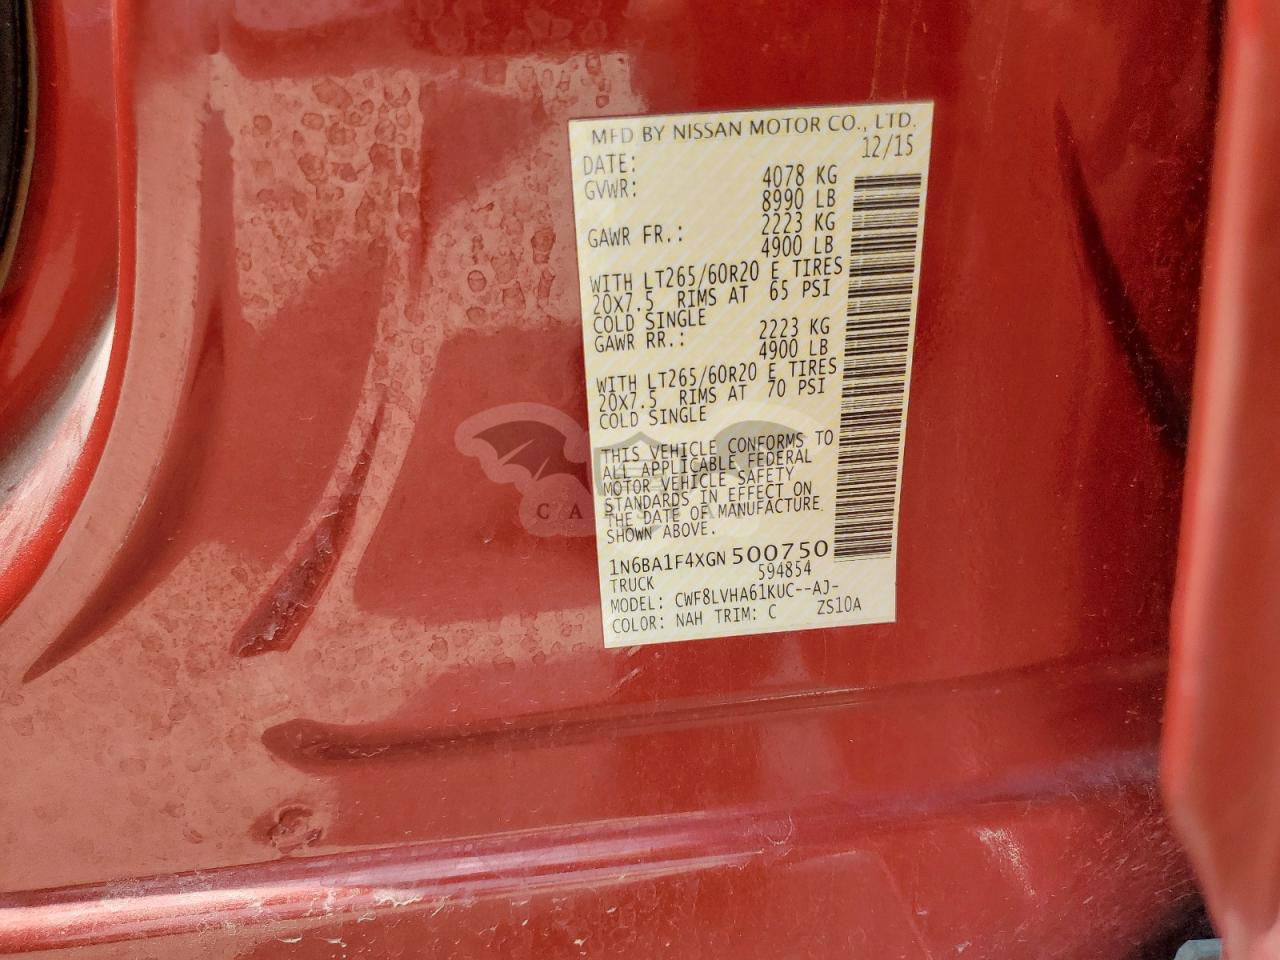 MFD BY NISSAN MOTOR CO., LTD.
DATE: 12/15
GVWR: 4078 KG
8990 LB
GAWR FR.: 2223 KG
4900 LB
WITH LT265/60R20 E TIRES
20X7.5 RIMS AT 65 PSI
COLD SINGLE
GAWR RR.: 2223 KG
4900 LB
WITH LT265/60R20 E TIRES
20X7.5 RIMS AT 70 PSI
COLD SINGLE
THIS VEHICLE CONFORMS TO
ALL APPLICABLE FEDERAL
MOTOR VEHICLE SAFETY
STANDARDS IN EFFECT ON
THE DATE OF MANUFACTURE
SHOWN ABOVE.
1N6BA1F4XGN500750
TRUCK 594854
MODEL: CWF8LVHA61KUC--AJ-
COLOR: NAH TRIM: C ZS10A